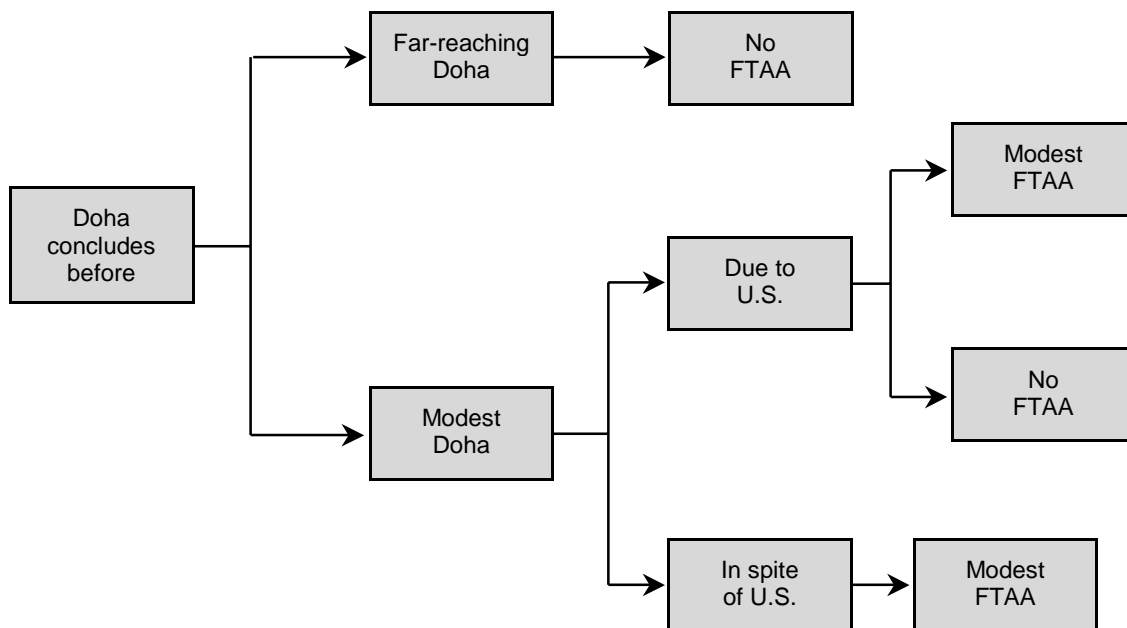 Far-reaching
Doha
No
FTAA
Modest
FTAA
Doha
concludes
before
Due to
U.S.
No
FTAA
Modest
Doha
In spite
of U.S.
Modest
FTAA